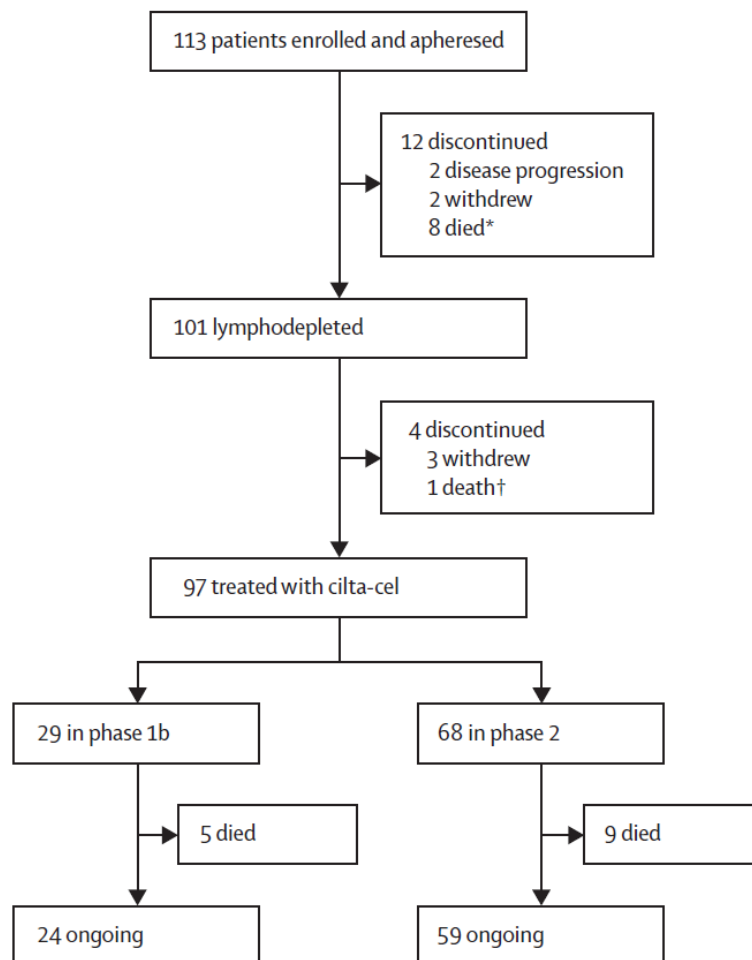 113 patients enrolled and apheresed
12 discontinued
2 disease progression
2 withdrew
8 died*
101 lymphodepleted
4 discontinued
3 withdrew
1 death†
97 treated with cilta-cel
29 in phase 1b
68 in phase 2
5 died
9 died
24 ongoing
59 ongoing